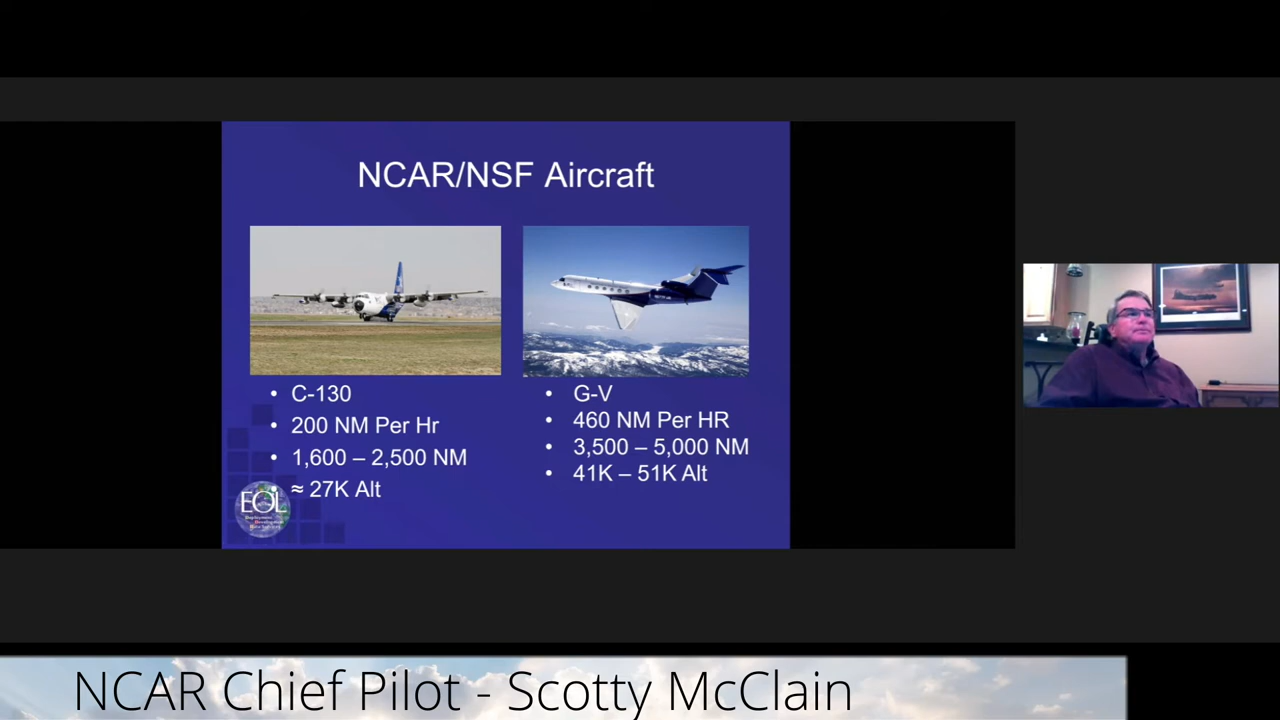 NCAR/NSF Aircraft
• C-130
• 200 NM Per Hr
• 1,600 – 2,500 NM
• ≈ 27K Alt
• G-V
• 460 NM Per HR
• 3,500 – 5,000 NM
• 41K – 51K Alt
EOL
NCAR Chief Pilot - Scotty McClain